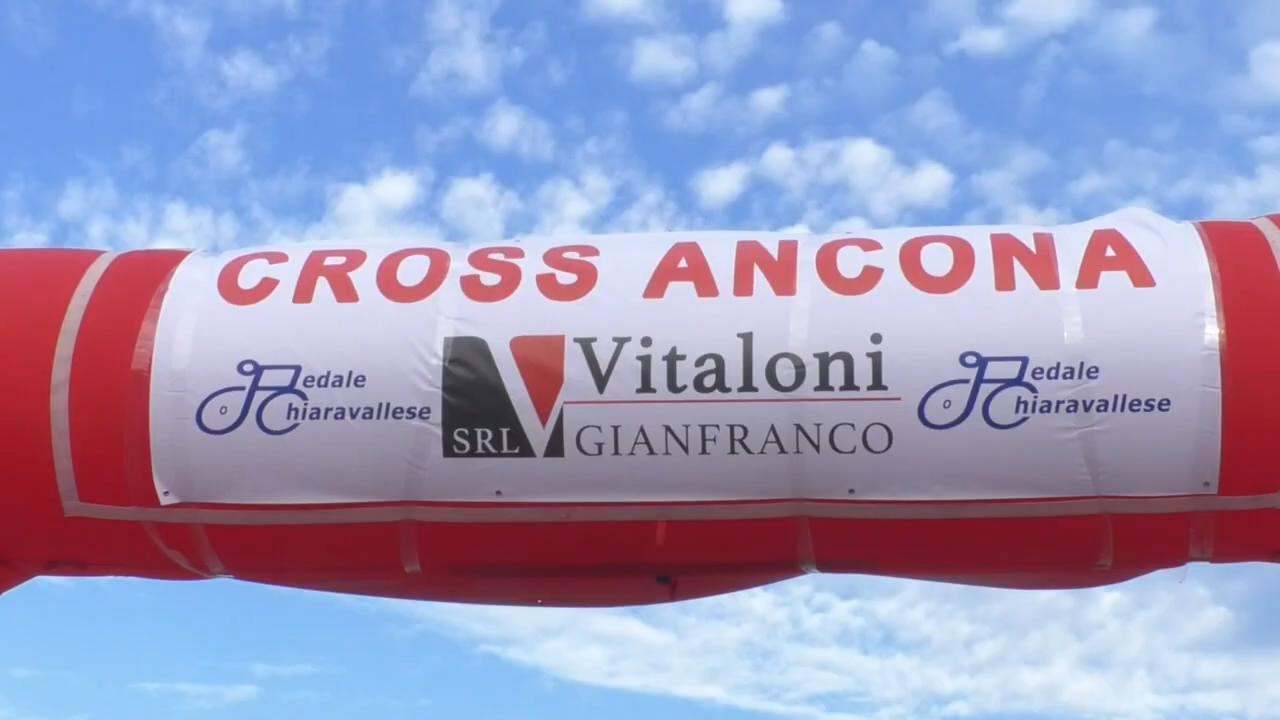 CROSS ANCONA
Pedale
Chiaravallese
Vitaloni
SRL GIANFRANCO
Pedale
Chiaravallese